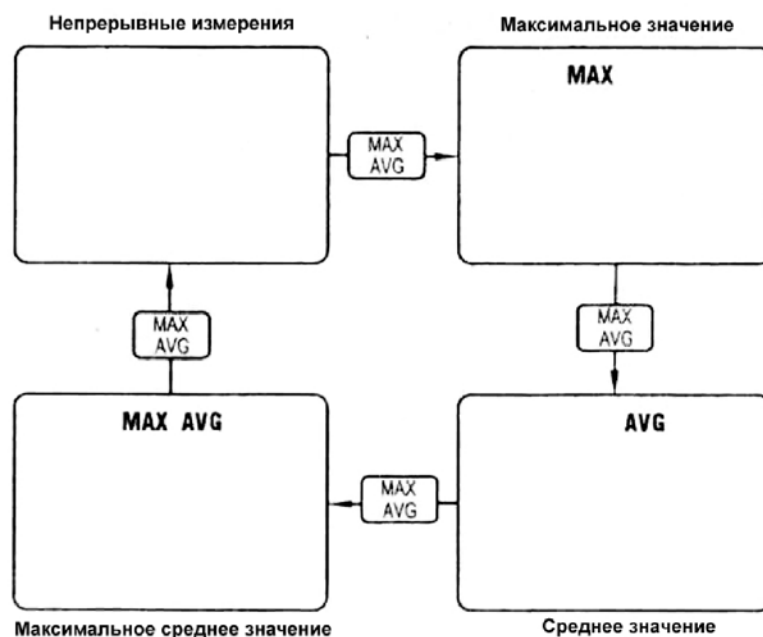 Непрерывные измерения
Максимальное значение
MAX
MAX
AVG
MAX
AVG
MAX
AVG
MAX AVG
AVG
MAX
AVG
Максимальное среднее значение
Среднее значение